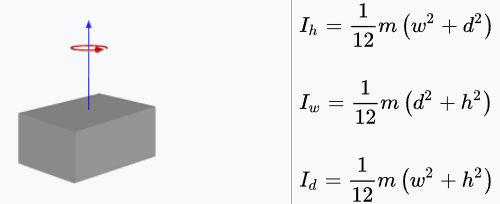 I_h = \frac{1}{12} m (w^2 + d^2)
I_w = \frac{1}{12} m (d^2 + h^2)
I_d = \frac{1}{12} m (w^2 + h^2)